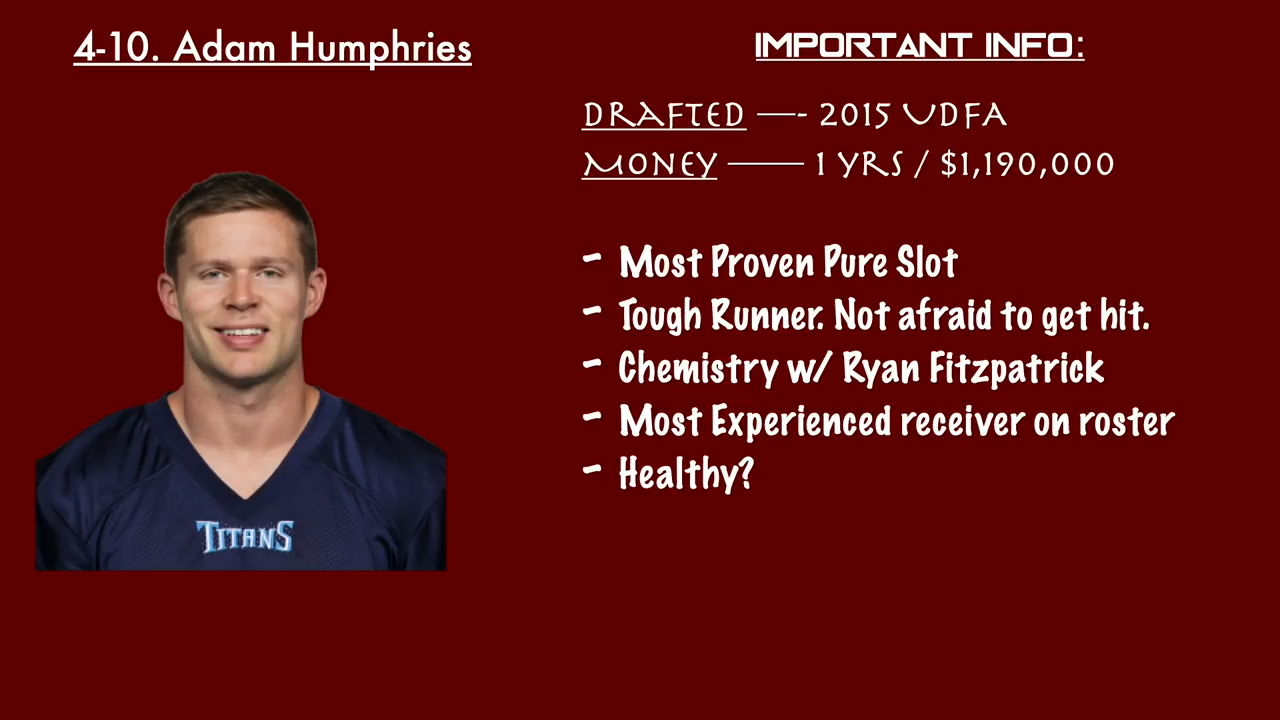 4-10. Adam Humphries
IMPORTANT INFO:
DRAFTED —- 2015 UDFA
MONEY —— 1 YRS / $1,190,000
- Most Proven Pure Slot
- Tough Runner. Not afraid to get hit.
- Chemistry w/ Ryan Fitzpatrick
- Most Experienced receiver on roster
- Healthy?
TITANS